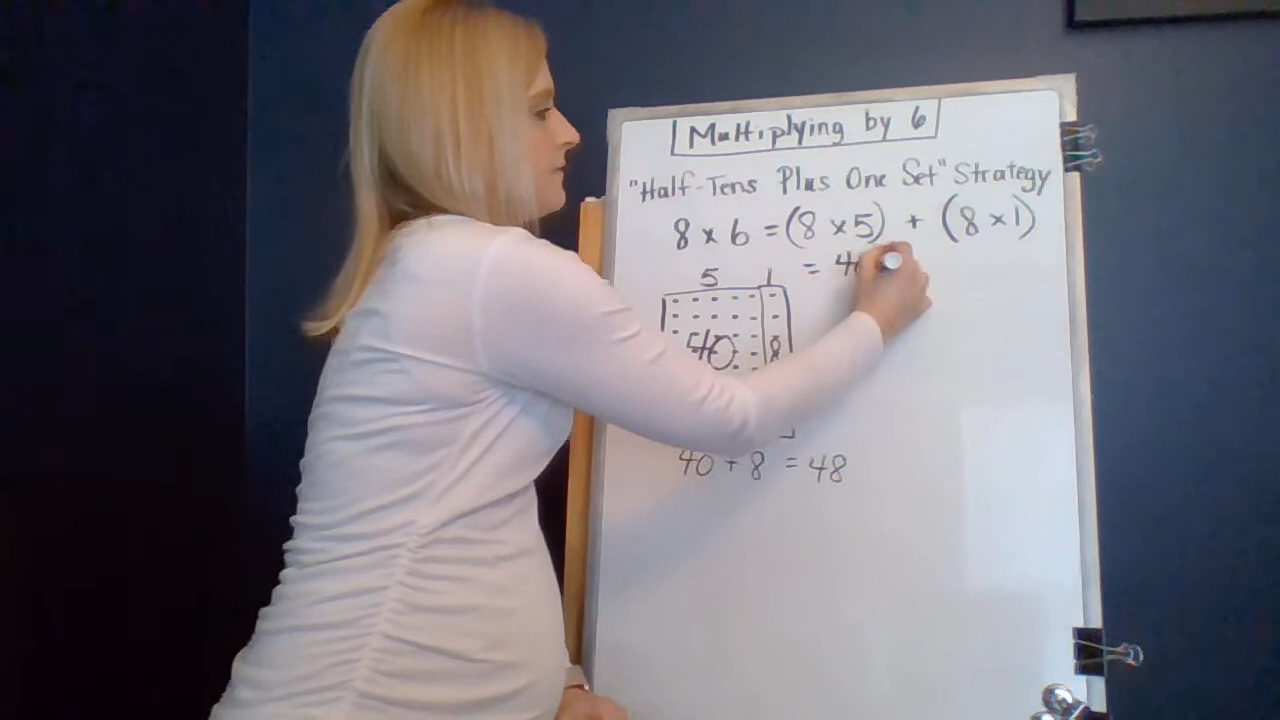 Multiplying by 6
"Half-Tens Plus One Set" Strategy
8 × 6 = (8 × 5) + (8 × 1)
= 4
5 1
40 8
40 + 8 = 48